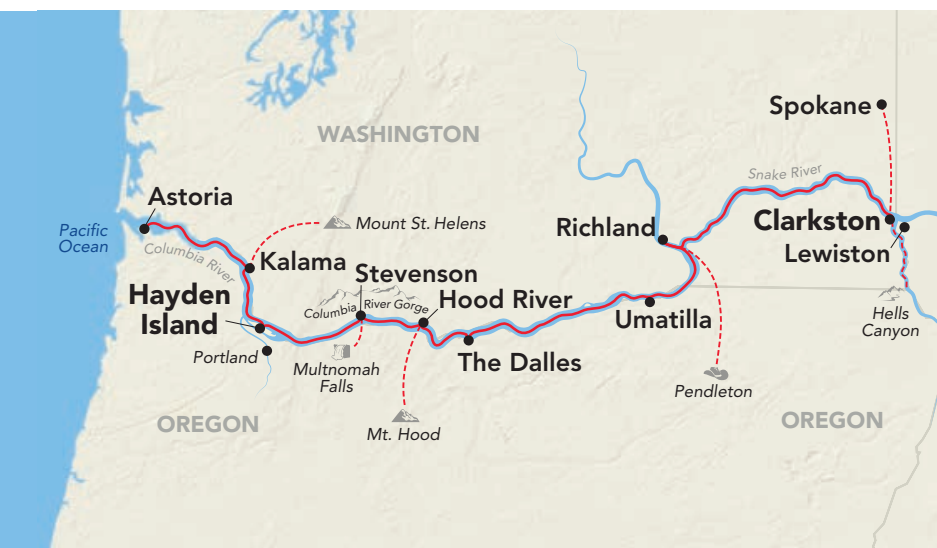 Spokane
WASHINGTON
Snake River
Astoria
Mount St. Helens
Pacific
Ocean
Richland
Clarkston
Columbia River
Lewiston
Kalama
Stevenson
Hayden
Island
Columbia River Gorge
Hood River
Umatilla
Hells
Canyon
Portland
Multnomah
Falls
The Dalles
Pendleton
OREGON
Mt. Hood
OREGON